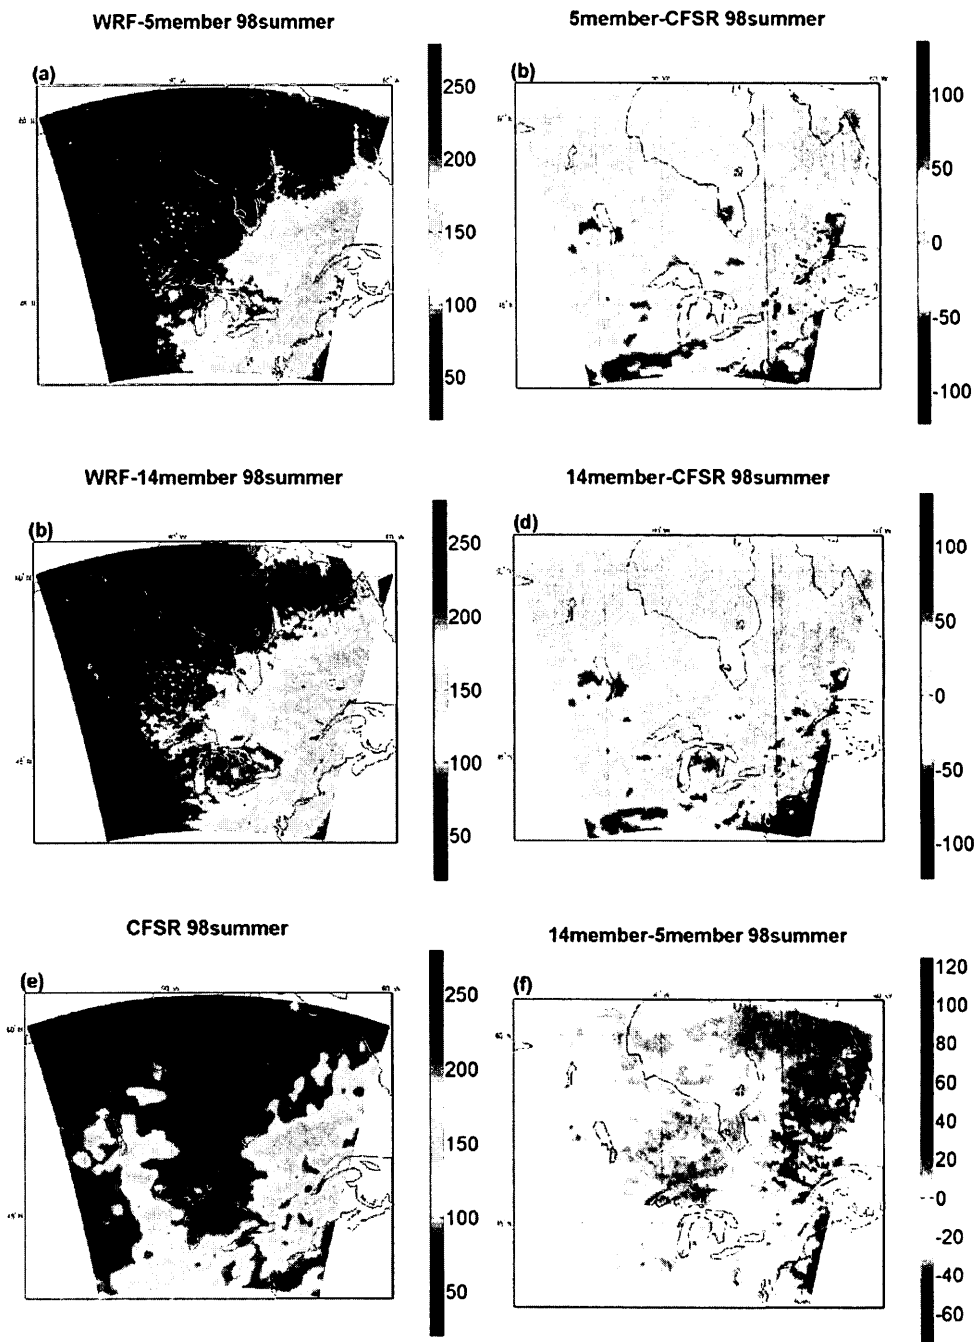 WRF-5member 98summer
5member-CFSR 98summer
(a)
250
200
150
100
50
(b)
100
50
0
-50
-100
WRF-14member 98summer
14member-CFSR 98summer
(b)
250
200
150
100
50
(d)
100
50
0
-50
-100
CFSR 98summer
14member-5member 98summer
(e)
250
200
150
100
50
(f)
120
100
80
60
40
20
0
-20
-40
-60